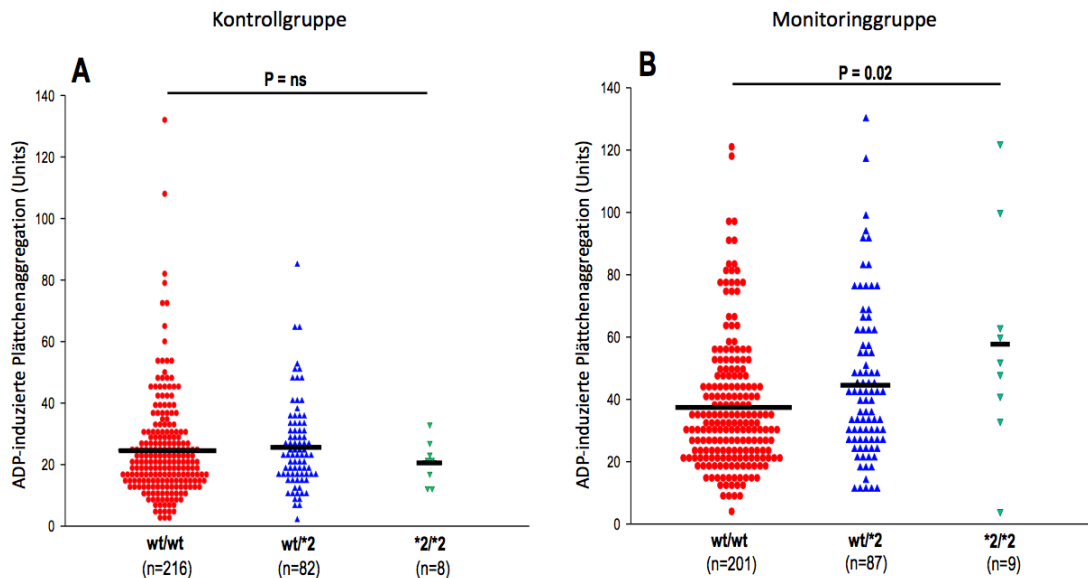 Kontrollgruppe
A
P = ns
ADP-induzierte Plättchenaggregation (Units)
140
120
100
80
60
40
20
0
wt/wt
wt/*2
*2/*2
(n=216)
(n=82)
(n=8)
Monitoringgruppe
B
P = 0.02
ADP-induzierte Plättchenaggregation (Units)
140
120
100
80
60
40
20
0
wt/wt
wt/*2
*2/*2
(n=201)
(n=87)
(n=9)